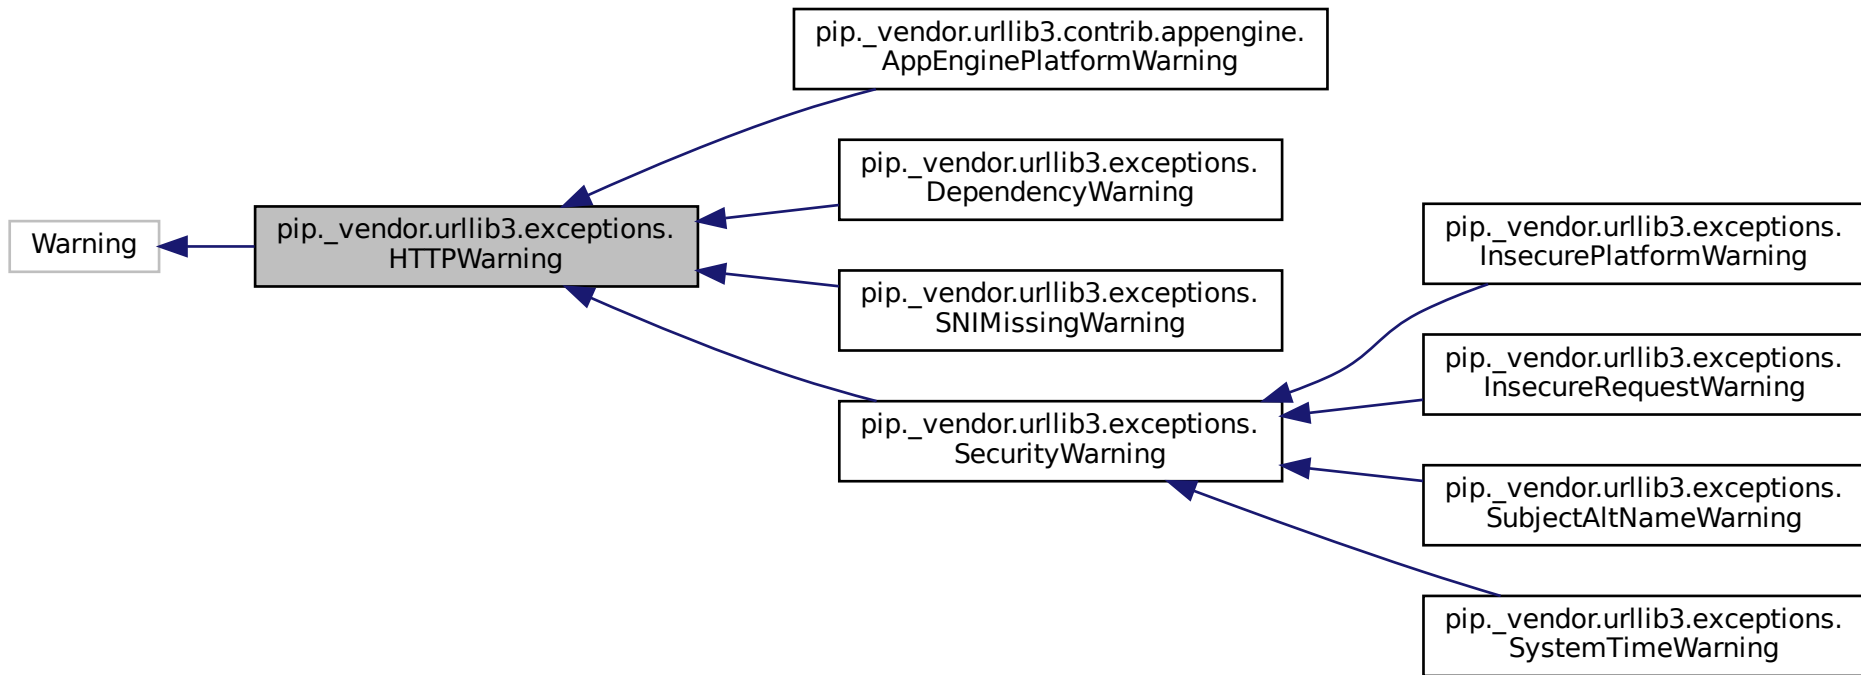 Warning
pip._vendor.urllib3.exceptions.
HTTPWarning
pip._vendor.urllib3.contrib.appengine.
AppEnginePlatformWarning
pip._vendor.urllib3.exceptions.
DependencyWarning
pip._vendor.urllib3.exceptions.
SNIMissingWarning
pip._vendor.urllib3.exceptions.
SecurityWarning
pip._vendor.urllib3.exceptions.
InsecurePlatformWarning
pip._vendor.urllib3.exceptions.
InsecureRequestWarning
pip._vendor.urllib3.exceptions.
SubjectAltNameWarning
pip._vendor.urllib3.exceptions.
SystemTimeWarning